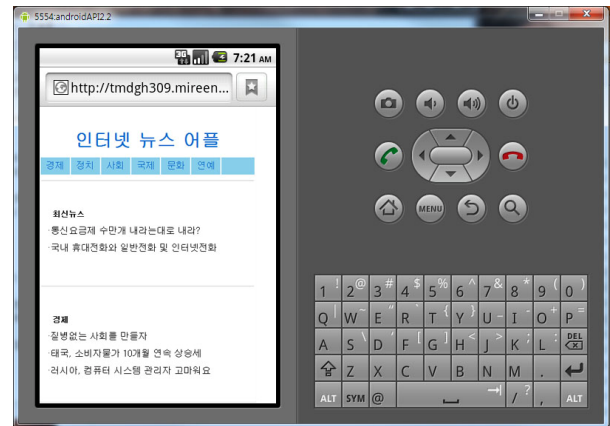 5554:androidAPI2.2
3G 7:21 AM
http://tmdgh309.mireen...
인터넷 뉴스 어플
경제 정치 사회 국제 문화 연예
최신뉴스
·통신요금제 수만개 내라는대로 내라?
·국내 휴대전화와 일반전화 및 인터넷전화
경제
·질병없는 사회를 만들자
·태국, 소비자물가 10개월 연속 상승세
·러시아, 컴퓨터 시스템 관리자 고마워요
MENU
1 ! 2 @ 3 # 4 $ 5 % 6 ^ 7 & 8 * 9 ( 0 )
Q | W ~ E " R ` T { Y } U _ I - O + P =
A S \ D ' F [ G ] H < J > K ; L : DEL
Z X C V B N M .
ALT SYM @ / ? , ALT